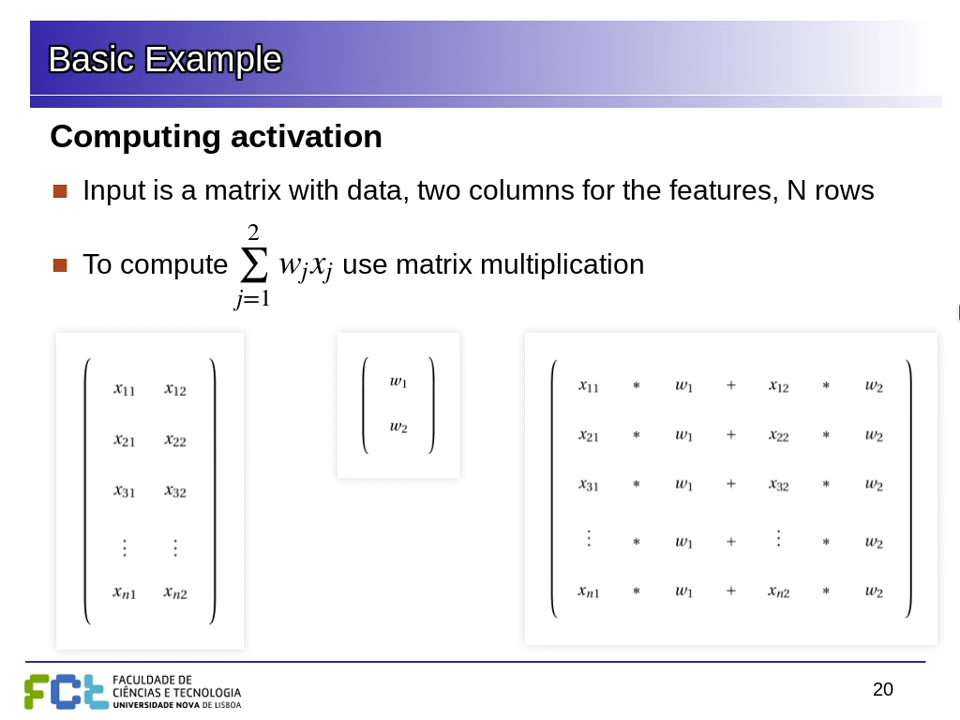 Basic Example
Computing activation
■ Input is a matrix with data, two columns for the features, N rows
■ To compute ∑_{j=1}^{2} w_j x_j use matrix multiplication
x₁₁ x₁₂
x₂₁ x₂₂
x₃₁ x₃₂
⋮ ⋮
xₙ₁ xₙ₂
w₁
w₂
x₁₁ * w₁ + x₁₂ * w₂
x₂₁ * w₁ + x₂₂ * w₂
x₃₁ * w₁ + x₃₂ * w₂
⋮ * w₁ + ⋮ * w₂
xₙ₁ * w₁ + xₙ₂ * w₂
FCt
FACULDADE DE
CIÊNCIAS E TECNOLOGIA
UNIVERSIDADE NOVA DE LISBOA
20